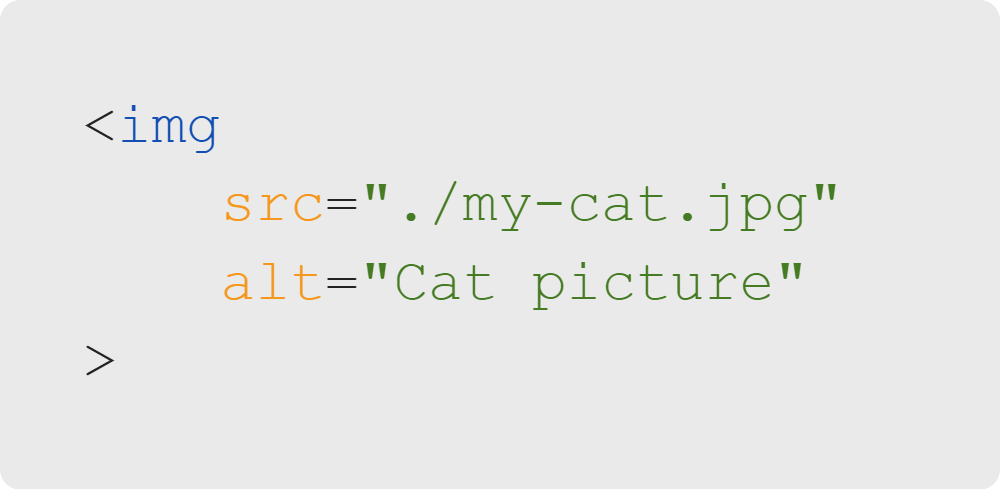 <img
src="./my-cat.jpg"
alt="Cat picture"
>